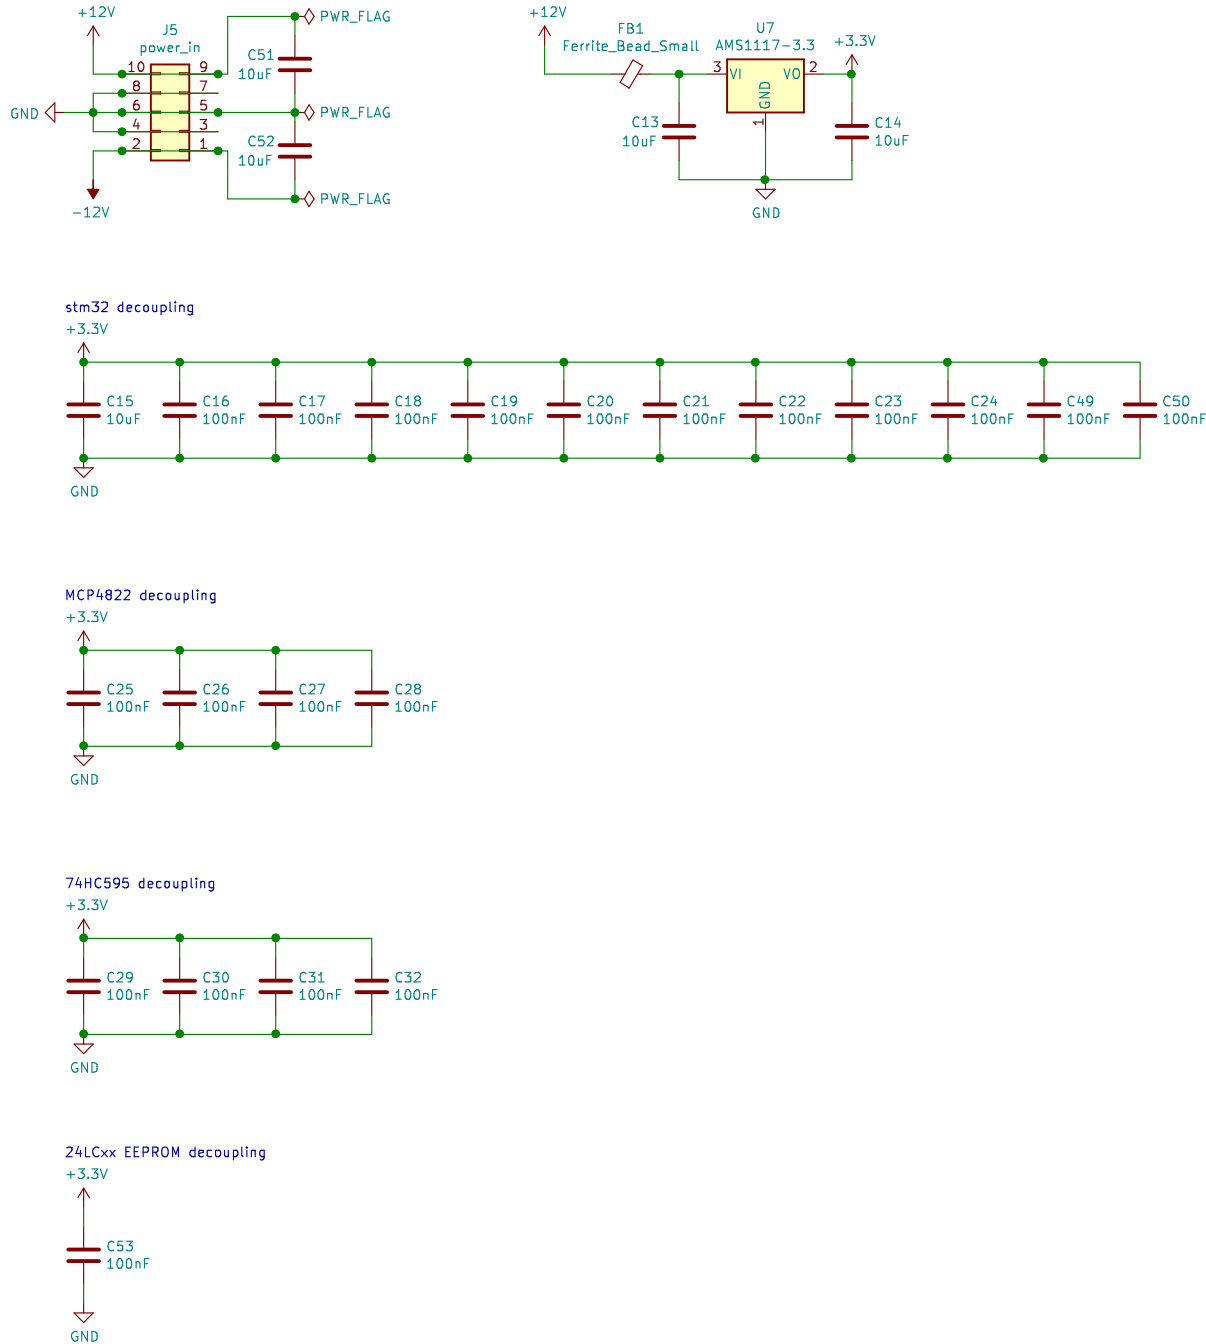 +12V
J5
power_in
10
9
8
7
6
5
4
3
2
1
GND
-12V
PWR_FLAG
C51
10uF
PWR_FLAG
C52
10uF
PWR_FLAG
+12V
FB1
Ferrite_Bead_Small
U7
AMS1117-3.3
+3.3V
3
VI
VO
2
GND
1
C13
10uF
C14
10uF
GND
stm32 decoupling
+3.3V
C15
10uF
C16
100nF
C17
100nF
C18
100nF
C19
100nF
C20
100nF
C21
100nF
C22
100nF
C23
100nF
C24
100nF
C49
100nF
C50
100nF
GND
MCP4822 decoupling
+3.3V
C25
100nF
C26
100nF
C27
100nF
C28
100nF
GND
74HC595 decoupling
+3.3V
C29
100nF
C30
100nF
C31
100nF
C32
100nF
GND
24LCxx EEPROM decoupling
+3.3V
C53
100nF
GND